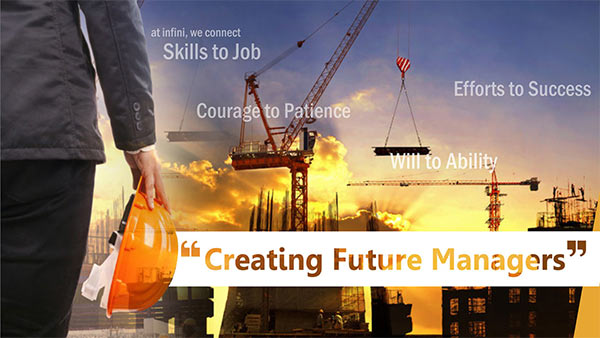 at infini, we connect
Skills to Job
Efforts to Success
Courage to Patience
Will to Ability
“Creating Future Managers”